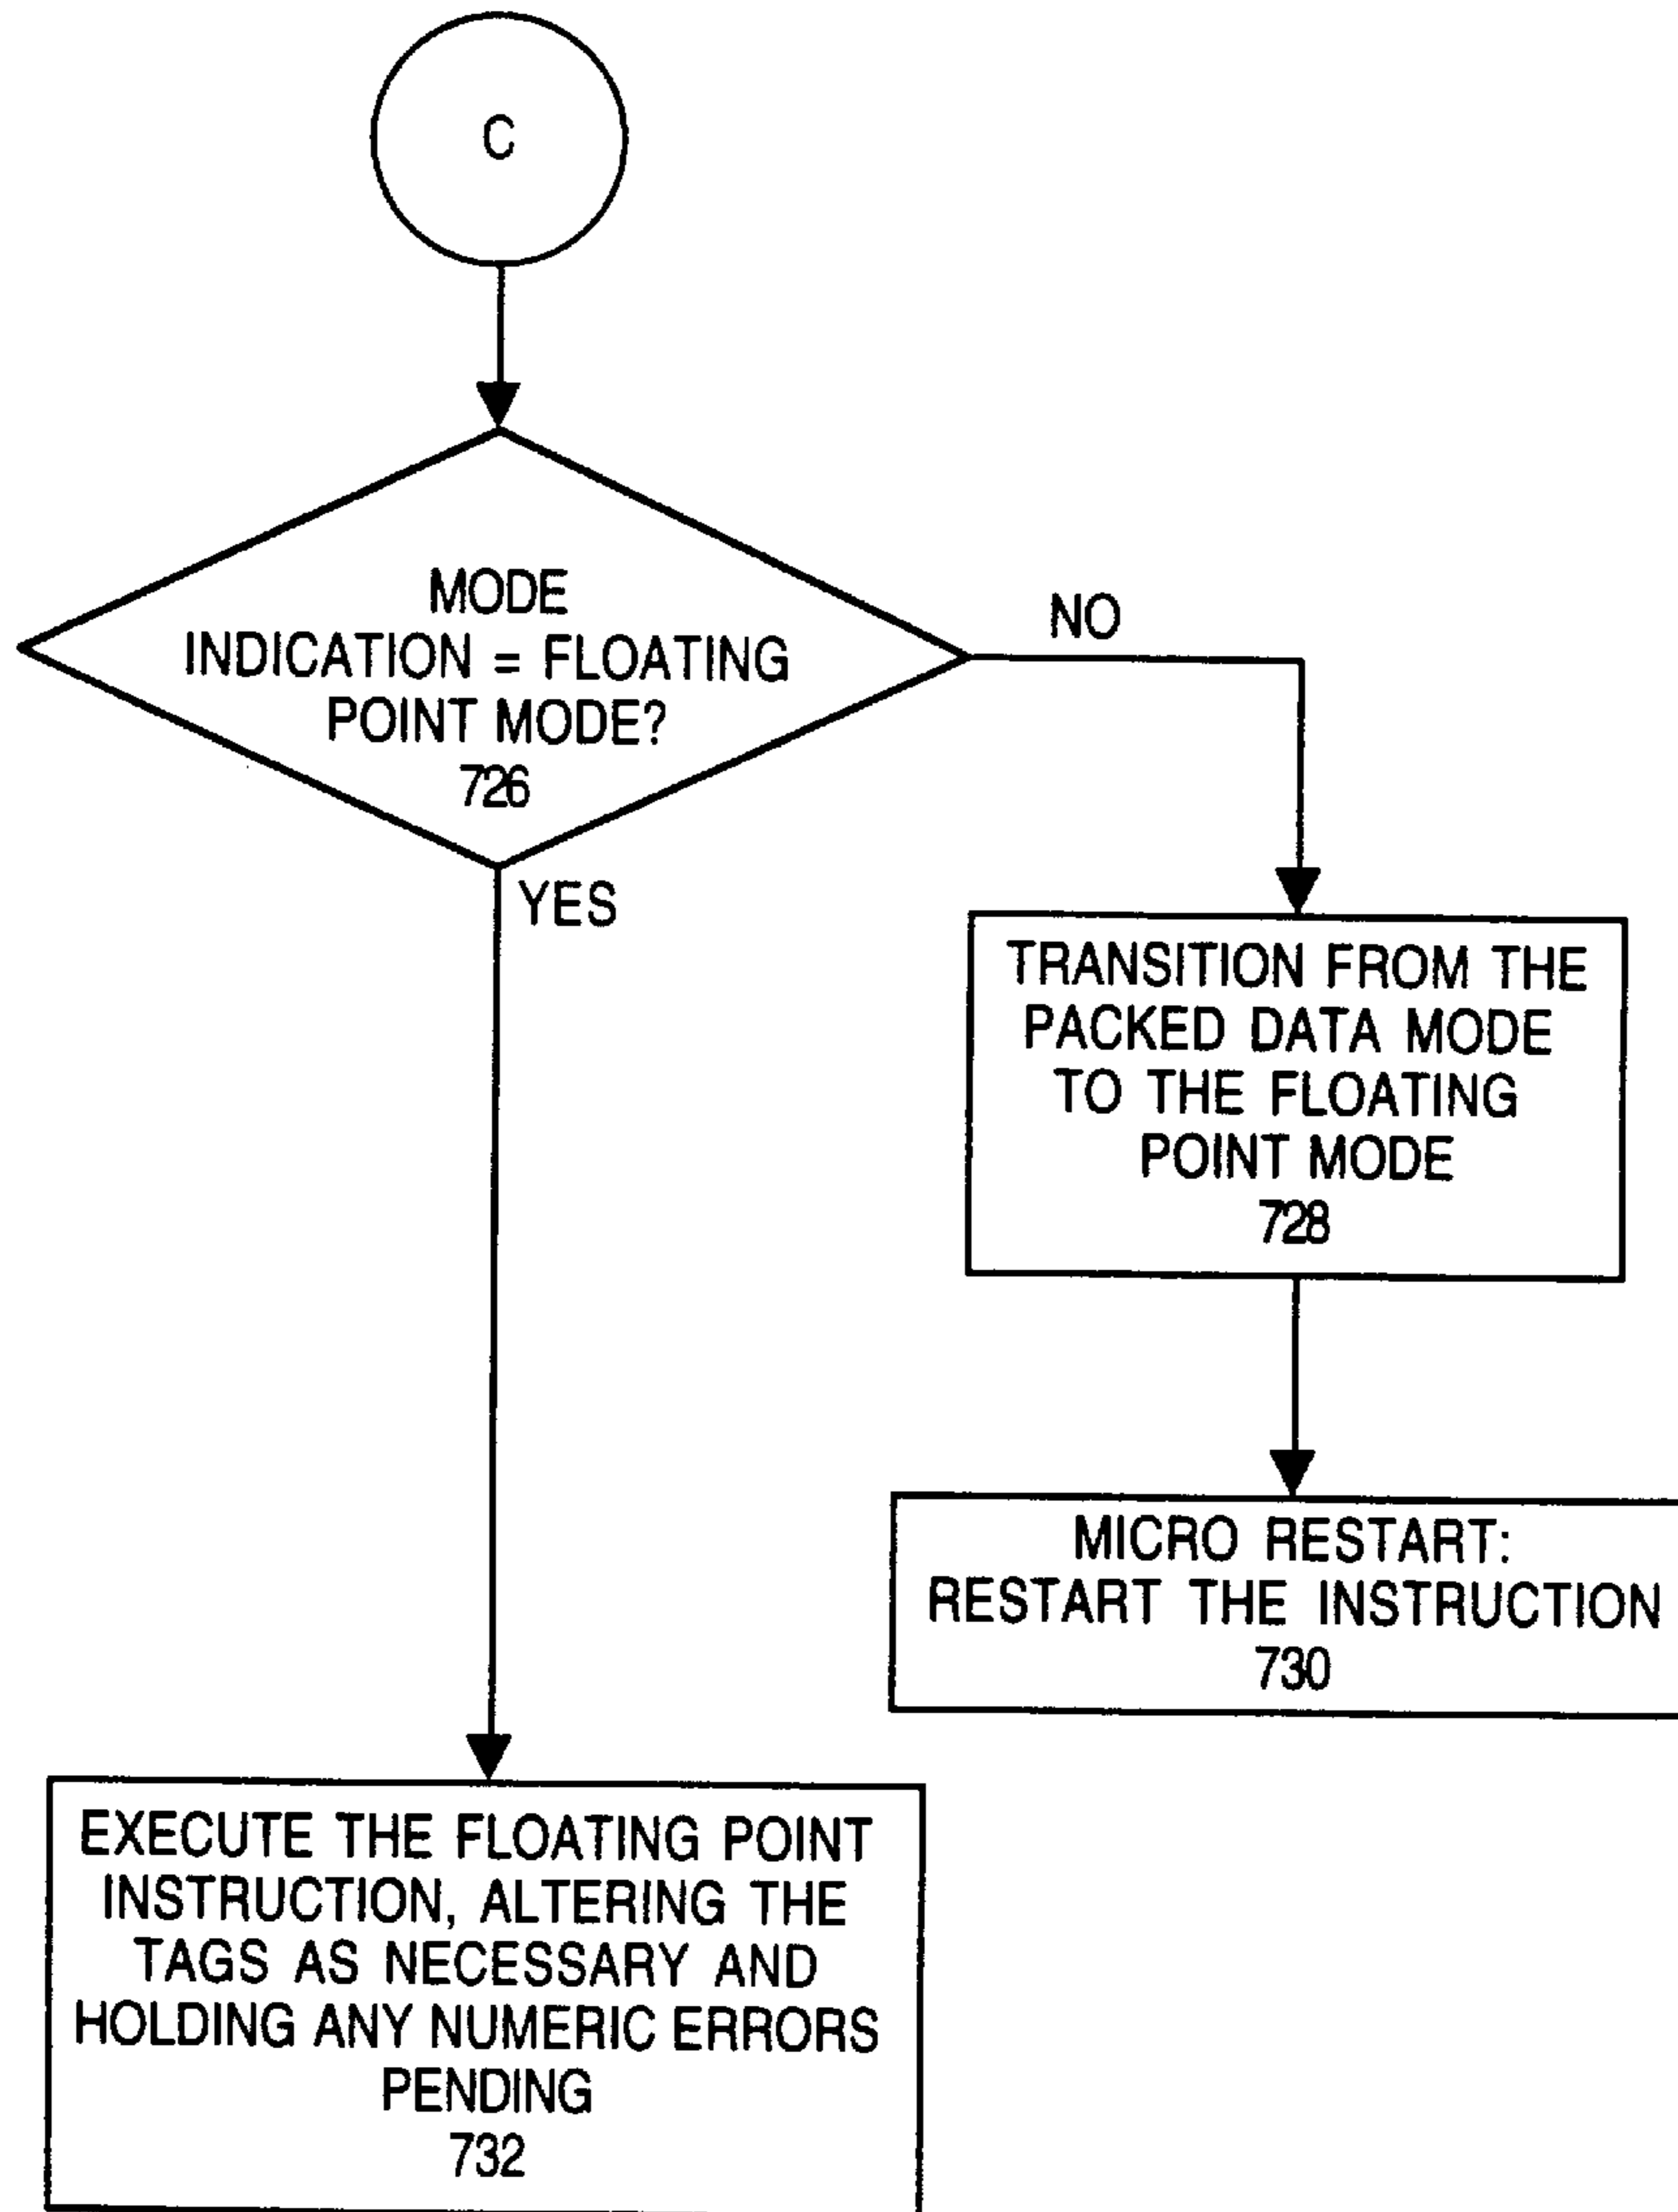 C
MODE
INDICATION = FLOATING
POINT MODE?
726
NO
YES
TRANSITION FROM THE
PACKED DATA MODE
TO THE FLOATING
POINT MODE
728
MICRO RESTART:
RESTART THE INSTRUCTION
730
EXECUTE THE FLOATING POINT
INSTRUCTION, ALTERING THE
TAGS AS NECESSARY AND
HOLDING ANY NUMERIC ERRORS
PENDING
732